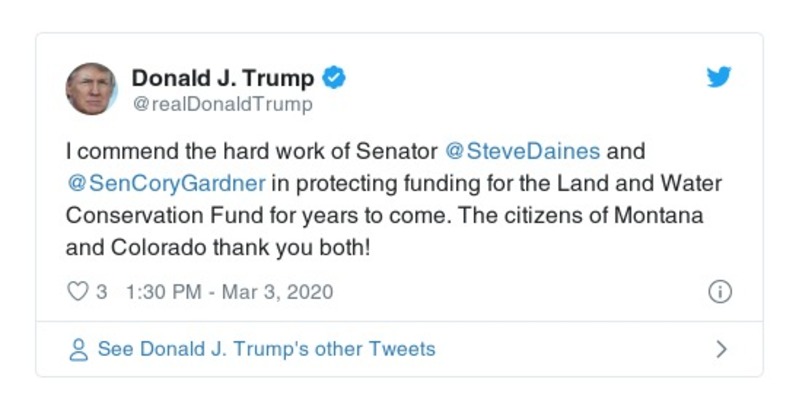 Donald J. Trump
@realDonaldTrump
I commend the hard work of Senator @SteveDaines and
@SenCoryGardner in protecting funding for the Land and Water
Conservation Fund for years to come. The citizens of Montana
and Colorado thank you both!
3 1:30 PM - Mar 3, 2020
See Donald J. Trump's other Tweets